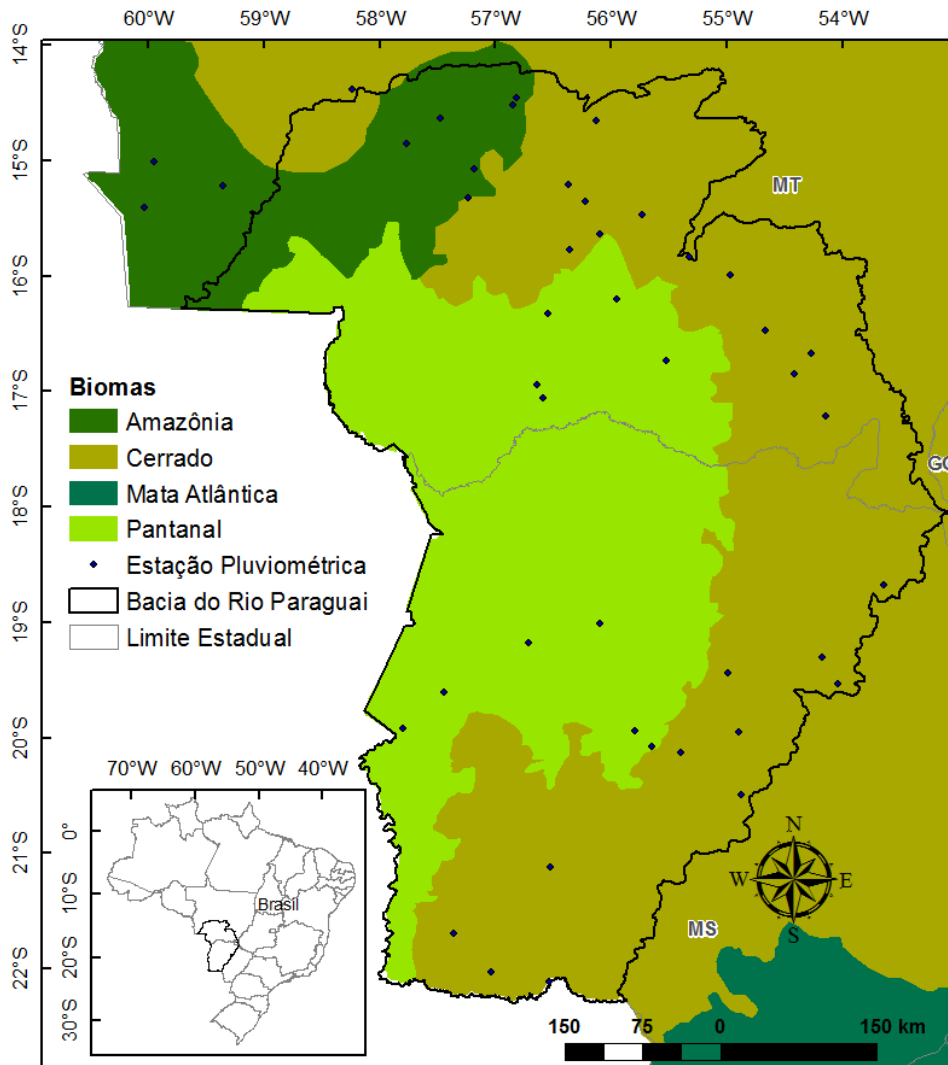 60°W 59°W 58°W 57°W 56°W 55°W 54°W
14°S
15°S
MT
16°S
17°S
Biomas
Amazônia
Cerrado
GO
Mata Atlântica
18°S
Pantanal
Estação Pluviométrica
Bacia do Rio Paraguai
19°S
Limite Estadual
20°S
70°W 60°W 50°W 40°W
0°
N
21°S
10°S
W E
Brasil
MS
S
20°S
22°S
30°S
150 75 0 150 km